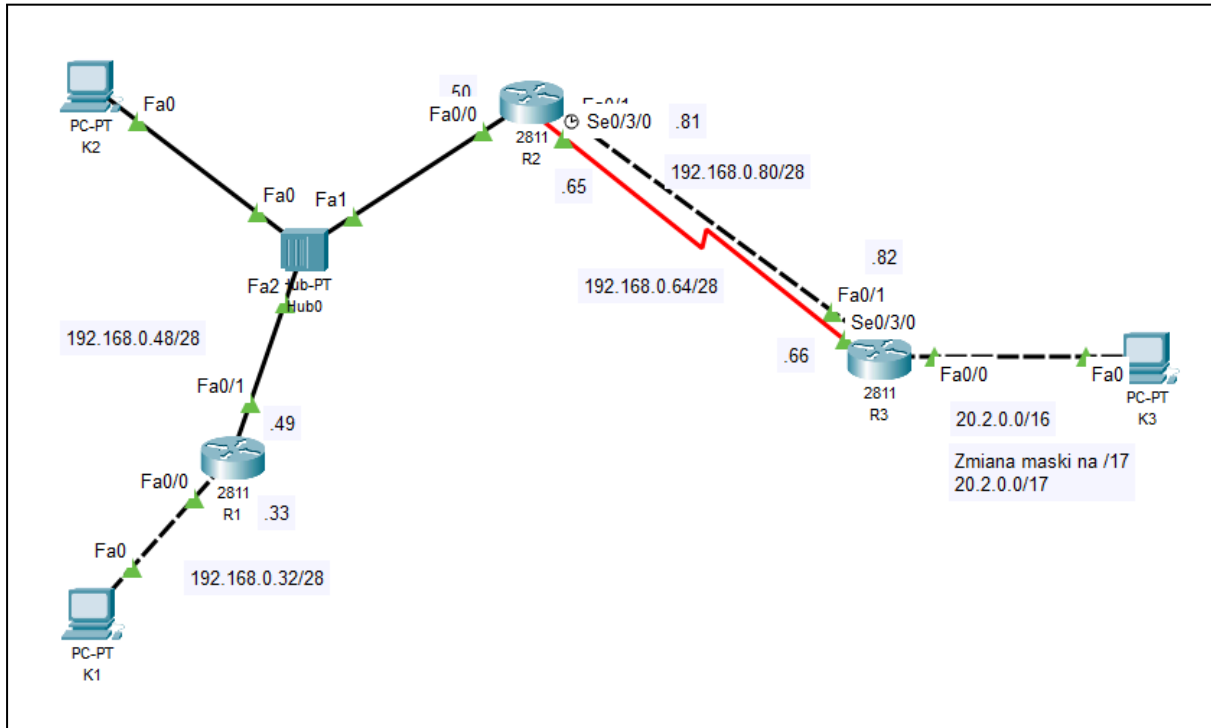 Fa0
PC-PT
K2
Fa0
Fa1
Fa2
Hub0
192.168.0.48/28
Fa0/1
.49
Fa0/0
2811
R1
.33
Fa0
192.168.0.32/28
PC-PT
K1
.50
Fa0/0
2811
R2
Fa0/1
Se0/3/0
.81
192.168.0.80/28
.65
192.168.0.64/28
.82
Fa0/1
Se0/3/0
.66
2811
R3
Fa0/0
Fa0
PC-PT
K3
20.2.0.0/16
Zmiana maski na /17
20.2.0.0/17